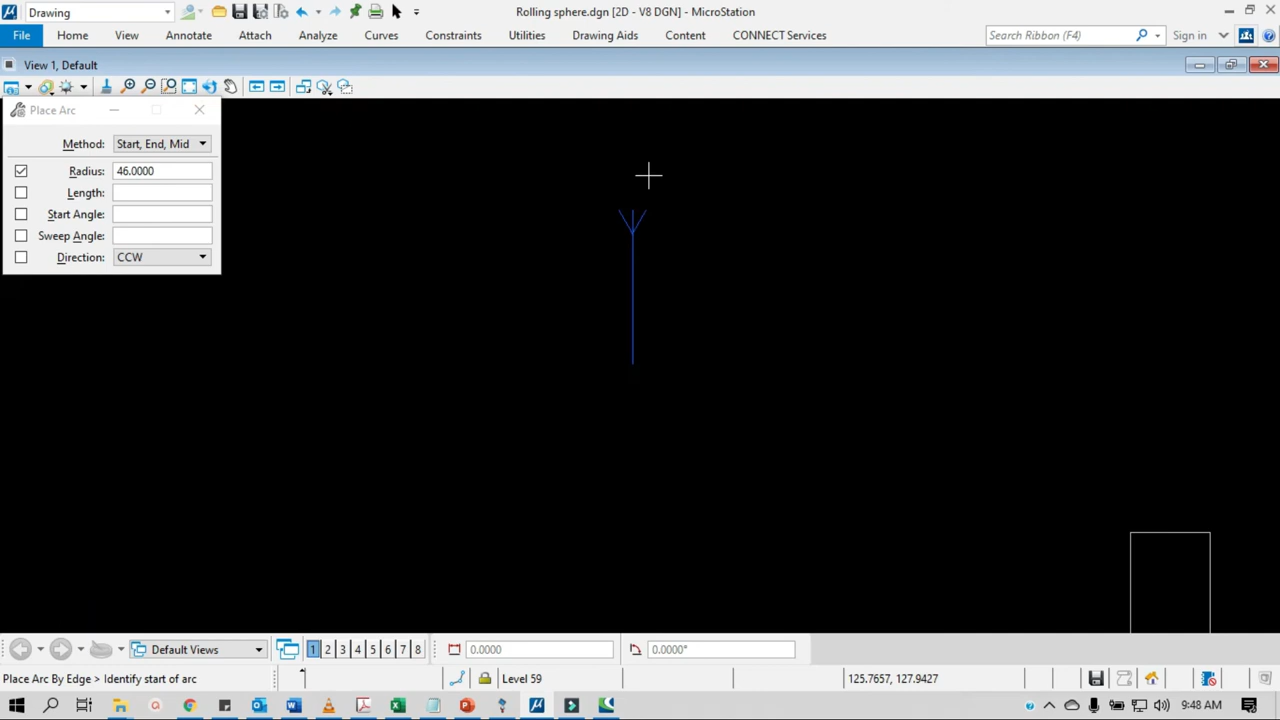 Drawing
Rolling sphere.dgn [2D - V8 DGN] - MicroStation
File Home View Annotate Attach Analyze Curves Constraints Utilities Drawing Aids Content CONNECT Services Search Ribbon (F4) Sign in
View 1, Default
Place Arc
Method: Start, End, Mid
Radius: 46.0000
Length:
Start Angle:
Sweep Angle:
Direction: CCW
Default Views 1 2 3 4 5 6 7 8 0.0000 0.0000°
Place Arc By Edge > Identify start of arc Level 59 125.7657, 127.9427
9:48 AM